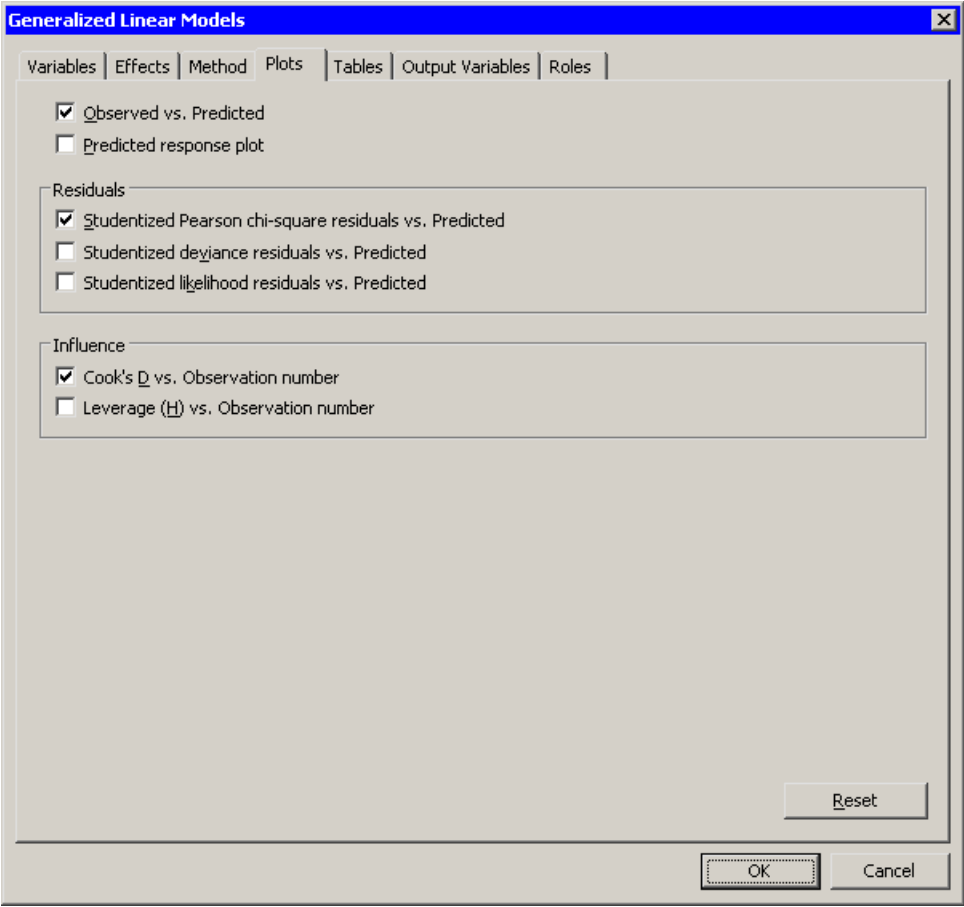 Generalized Linear Models
Variables Effects Method Plots Tables Output Variables Roles
Observed vs. Predicted
Predicted response plot
Residuals
Studentized Pearson chi-square residuals vs. Predicted
Studentized deviance residuals vs. Predicted
Studentized likelihood residuals vs. Predicted
Influence
Cook's D vs. Observation number
Leverage (H) vs. Observation number
Reset
OK Cancel